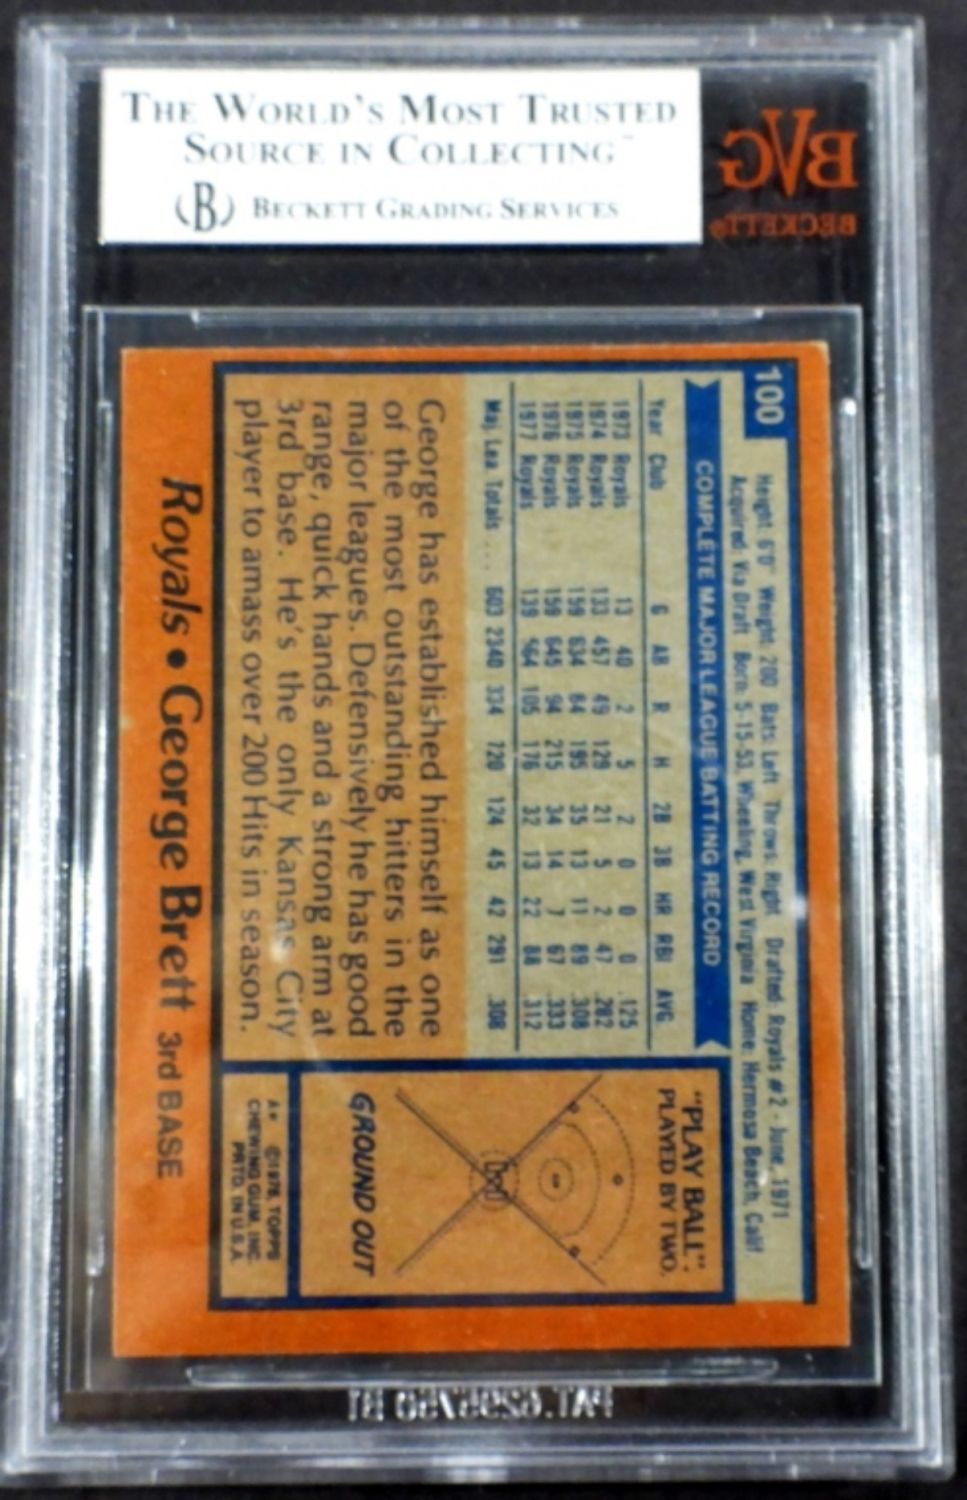 THE WORLD'S MOST TRUSTED
SOURCE IN COLLECTING™
(B) BECKETT GRADING SERVICES
BVG
BECKETT®
100
Height: 6'0" Weight: 200 Bats: Left Throws: Right Drafted: Royals #2 - June, 1971
Acquired: Via Draft Born: 5-15-53, Wheeling, West Virginia Home: Hermosa Beach, Calif.
COMPLETE MAJOR LEAGUE BATTING RECORD
Year Club G AB R H 2B 3B HR RBI AVG.
1973 Royals 13 40 2 5 2 0 0 0 .125
1974 Royals 133 457 49 129 21 5 2 47 .282
1975 Royals 159 634 84 195 35 13 11 89 .308
1976 Royals 159 645 94 215 34 14 7 67 .333
1977 Royals 139 564 105 176 32 13 22 88 .312
Maj. Lea. Totals ... 603 2340 334 720 124 45 42 291 .308
George has established himself as one
of the most outstanding hitters in the
major leagues. Defensively he has good
range, quick hands and a strong arm at
3rd base. He's the only Kansas City
player to amass over 200 Hits in season.
"PLAY BALL":
PLAYED BY TWO.
GROUND OUT
A* ©1978, TOPPS
CHEWING GUM, INC.
PRTD. IN U.S.A.
Royals • George Brett 3rd BASE